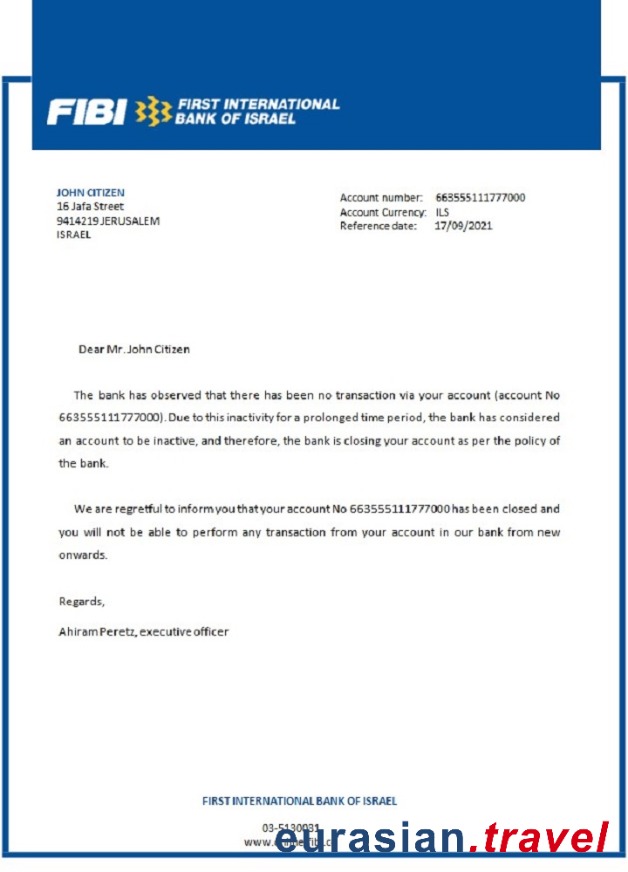 FIBI FIRST INTERNATIONAL
BANK OF ISRAEL
JOHN CITIZEN
16 Jafa Street
9414219 JERUSALEM
ISRAEL
Account number: 663555111777000
Account Currency: ILS
Reference date: 17/09/2021
Dear Mr. John Citizen
The bank has observed that there has been no transaction via your account (account No
663555111777000). Due to this inactivity for a prolonged time period, the bank has considered
an account to be inactive, and therefore, the bank is closing your account as per the policy of
the bank.
We are regretful to inform you that your account No 663555111777000 has been closed and
you will not be able to perform any transaction from your account in our bank from new
onwards.
Regards,
Ahiram Peretz, executive officer
FIRST INTERNATIONAL BANK OF ISRAEL
03-5130031
eurasian.travel